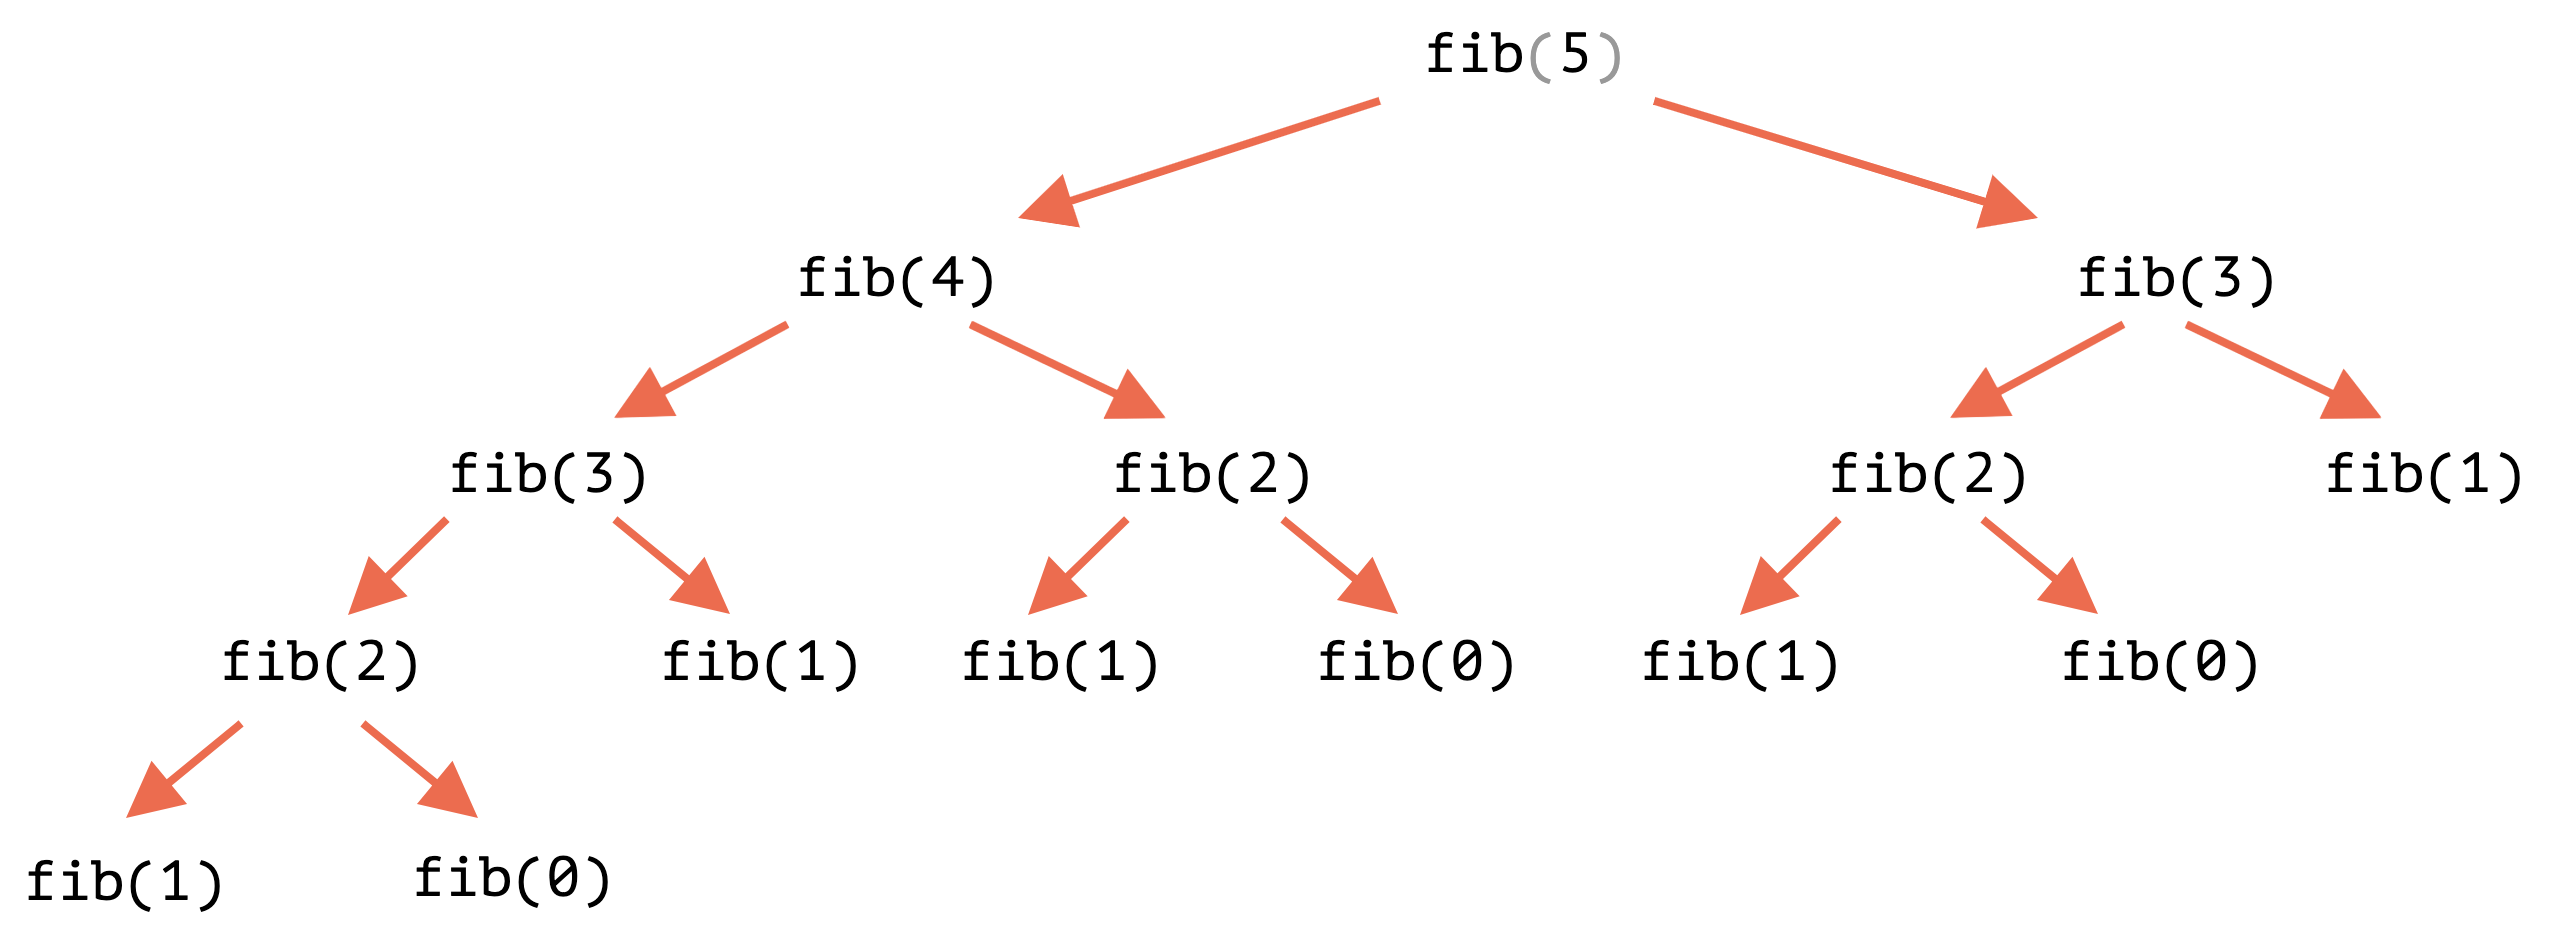 fib(5)
fib(4) fib(3)
fib(3) fib(2) fib(2) fib(1)
fib(2) fib(1) fib(1) fib(0) fib(1) fib(0)
fib(1) fib(0)